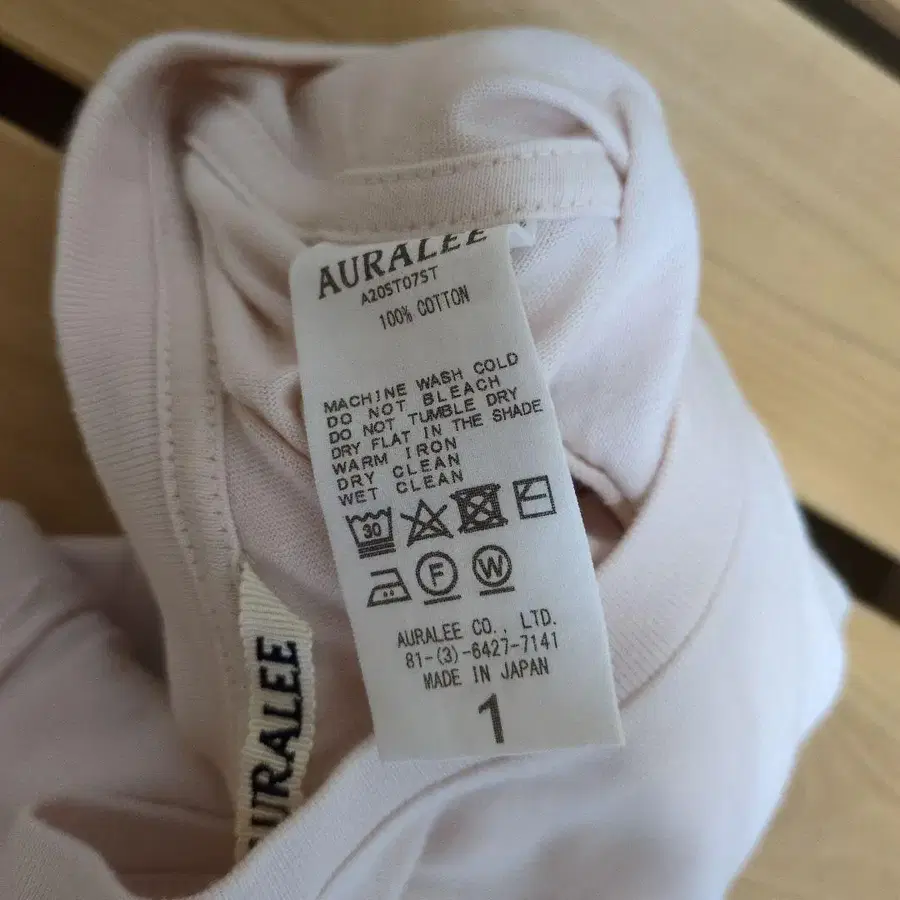 AURALEE
A20ST07ST
100% COTTON
MACHINE WASH COLD
DO NOT BLEACH
DO NOT TUMBLE DRY
DRY FLAT IN THE SHADE
WARM IRON
DRY CLEAN
WET CLEAN
30
F
W
AURALEE CO., LTD.
81-(3)-6427-7141
MADE IN JAPAN
1
URALEE